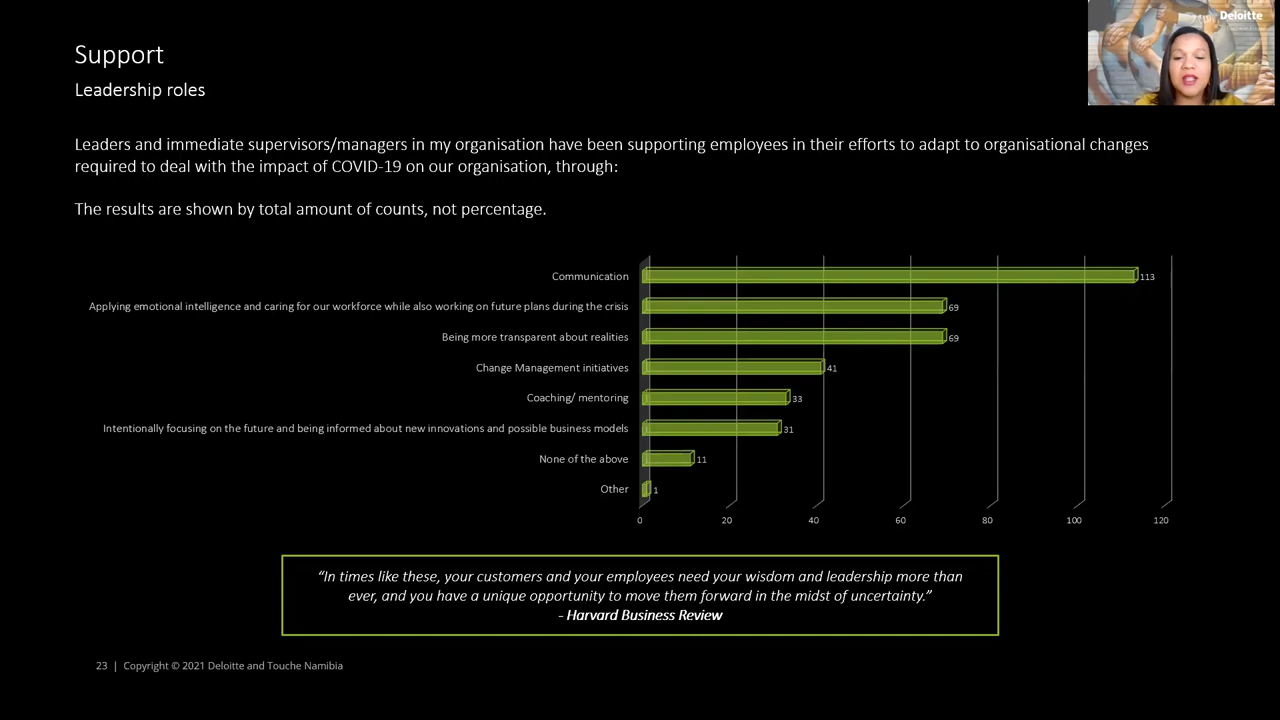 Deloitte
Support
Leadership roles
Leaders and immediate supervisors/managers in my organisation have been supporting employees in their efforts to adapt to organisational changes
required to deal with the impact of COVID-19 on our organisation, through:
The results are shown by total amount of counts, not percentage.
Communication 113
Applying emotional intelligence and caring for our workforce while also working on future plans during the crisis 69
Being more transparent about realities 69
Change Management initiatives 41
Coaching/ mentoring 33
Intentionally focusing on the future and being informed about new innovations and possible business models 31
None of the above 11
Other 1
0 20 40 60 80 100 120
“In times like these, your customers and your employees need your wisdom and leadership more than
ever, and you have a unique opportunity to move them forward in the midst of uncertainty.”
- Harvard Business Review
23 | Copyright © 2021 Deloitte and Touche Namibia